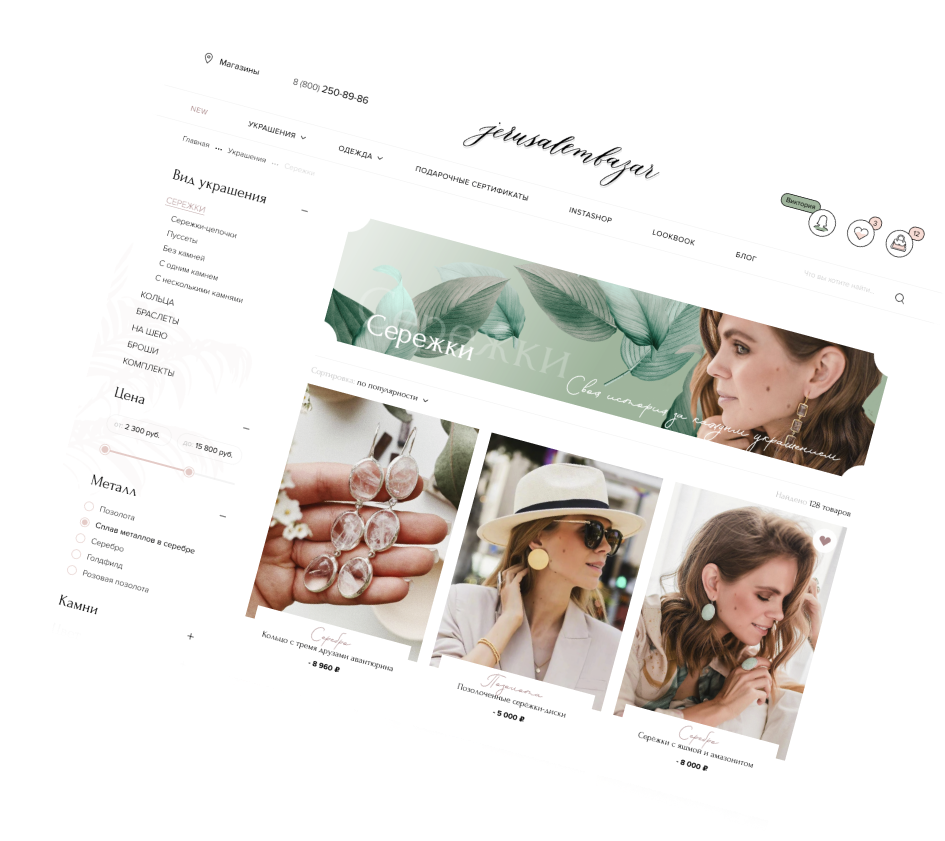 Магазины
8 (800) 250-89-86
jerusalembazar
NEW
УКРАШЕНИЯ
ОДЕЖДА
ПОДАРОЧНЫЕ СЕРТИФИКАТЫ
INSTASHOP
LOOKBOOK
БЛОГ
Что вы хотите найти...
Виктория
3
12
Главная ... Украшения ... Сережки
Вид украшения
СЕРЕЖКИ
Сережки-цепочки
Пуссеты
Без камней
С одним камнем
С несколькими камнями
КОЛЬЦА
БРАСЛЕТЫ
НА ШЕЮ
БРОШИ
КОМПЛЕКТЫ
Цена
от: 2 300 руб.
до: 15 800 руб.
Металл
Позолота
Сплав металлов в серебре
Серебро
Голдфилд
Розовая позолота
Камни
Сережки
Сережки
Своя история за каждым украшением
Сортировка по популярности
Найдено 128 товаров
Серебро
Кольцо с тремя друзами авантюрина
- 8 960 ₽
Позолота
Позолоченные серёжки-диски
- 5 000 ₽
Серебро
Серёжки с яшмой и амазонитом
- 8 000 ₽